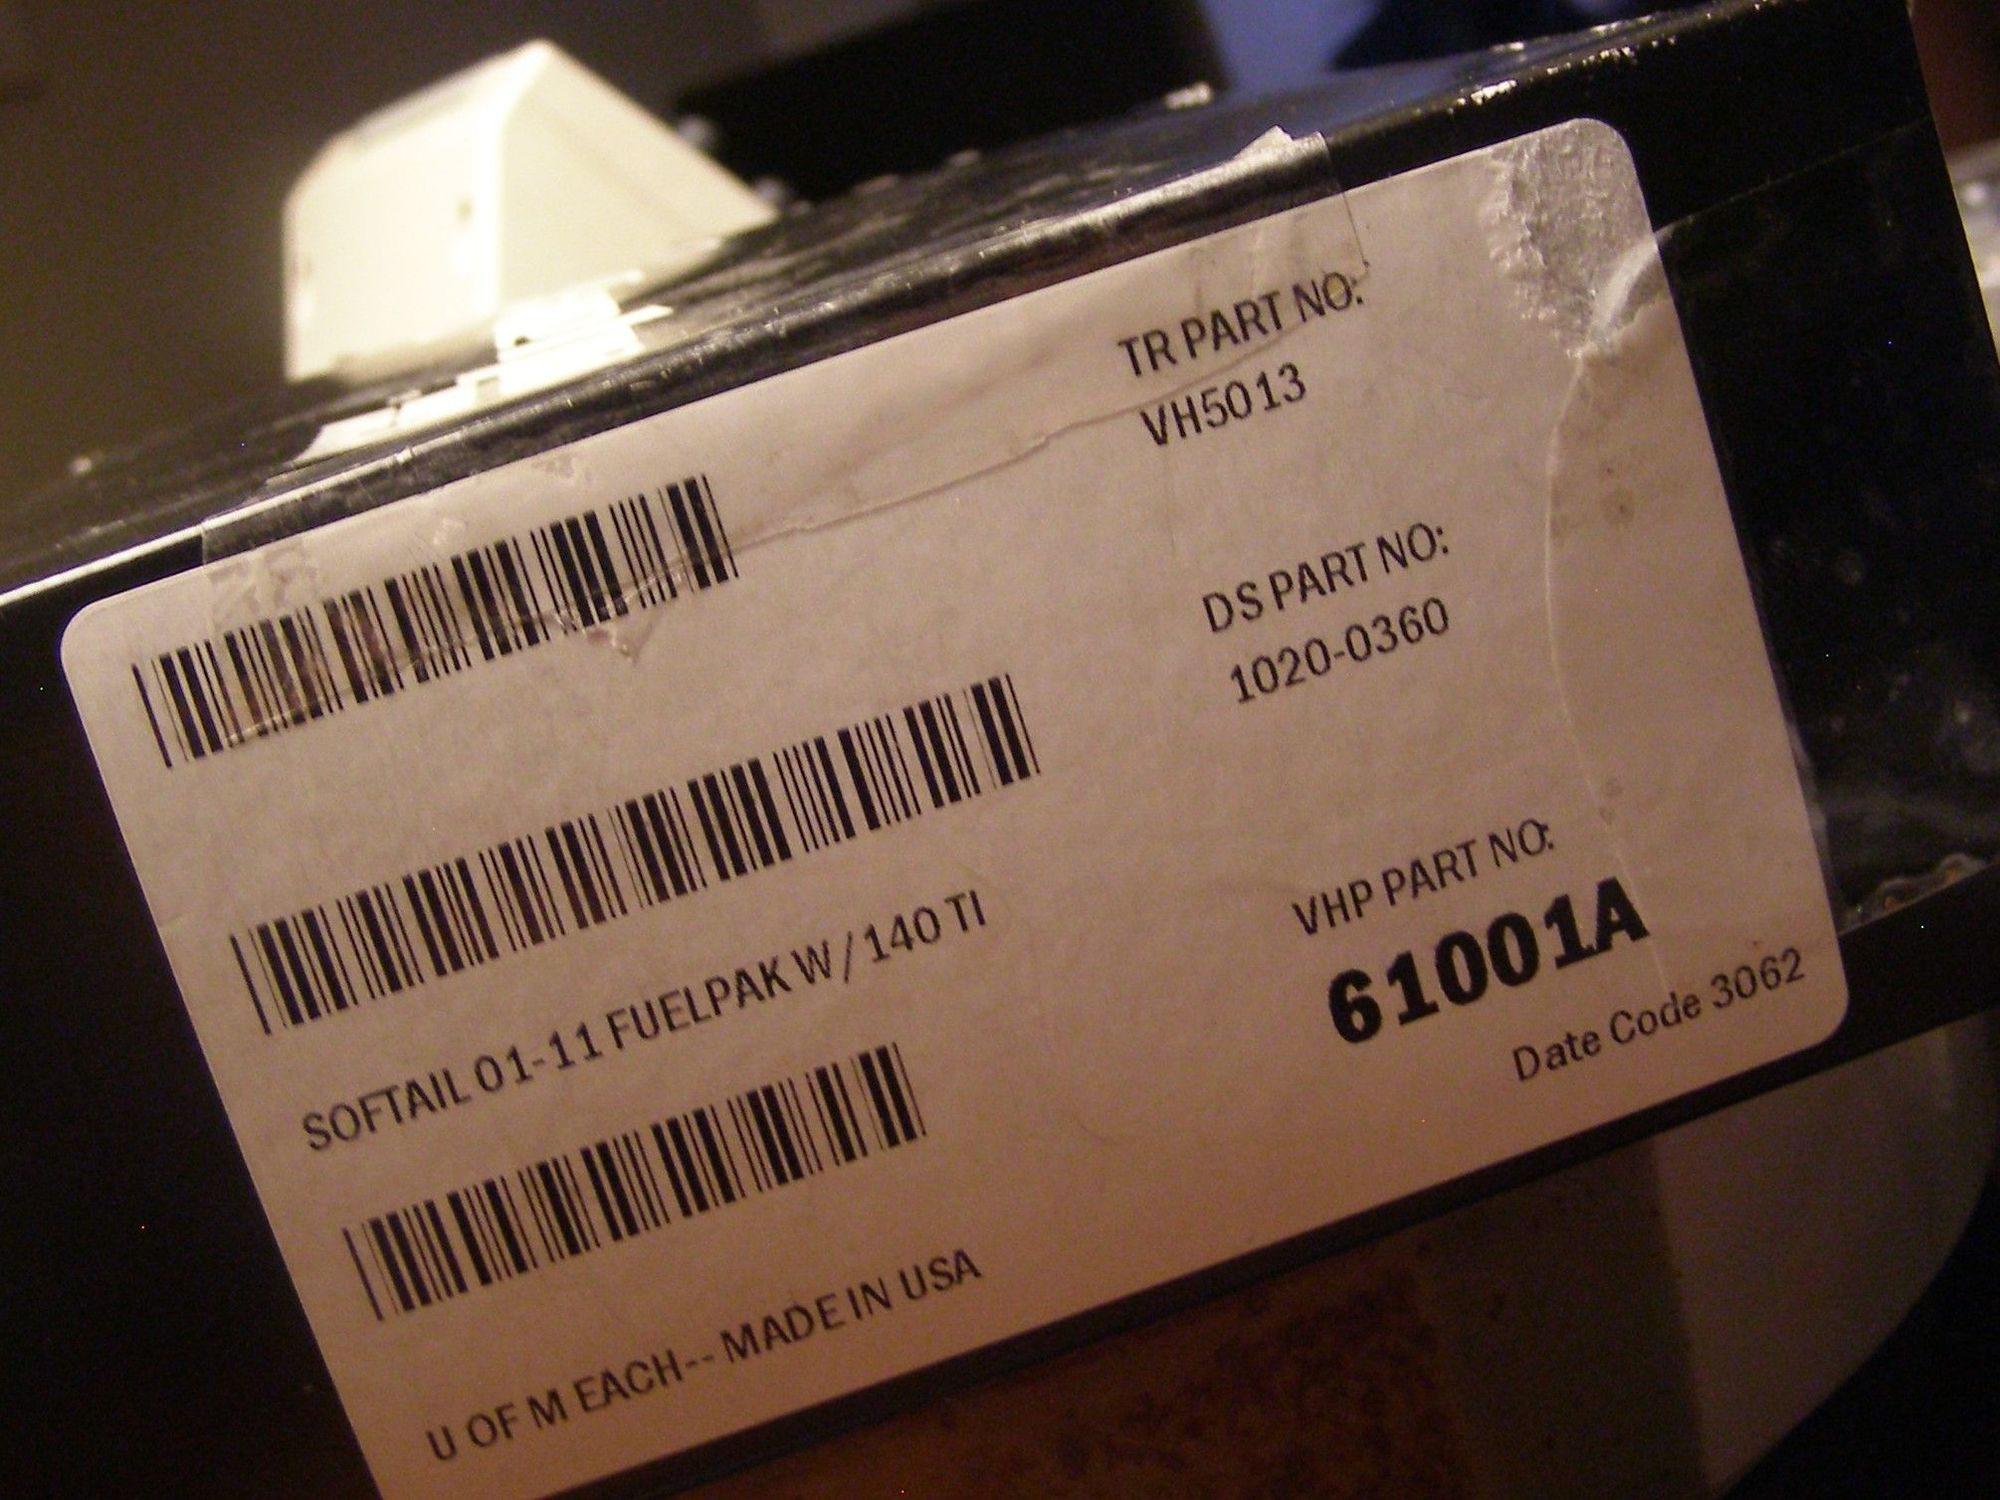 TR PART NO:
VH5013
DS PART NO:
1020-0360
SOFTAIL 01-11 FUELPAK W/140 TI
VHP PART NO:
61001A
Date Code 3062
U OF M EACH-- MADE IN USA